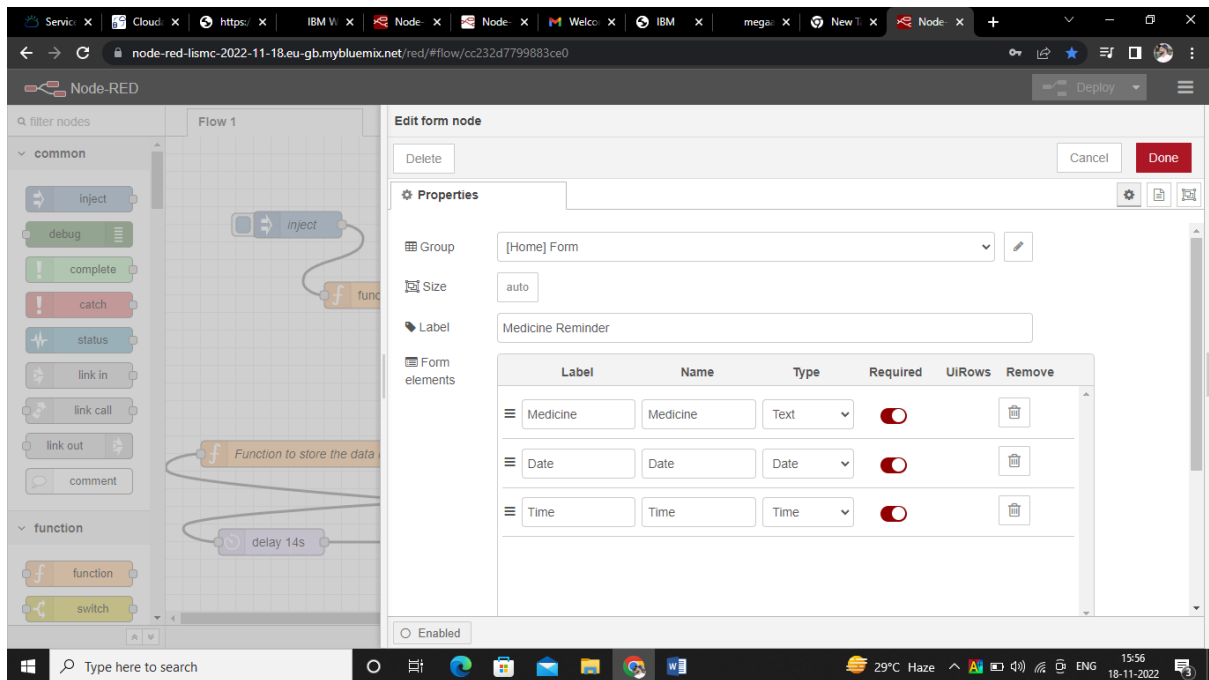 Service Cloud: https:/ IBM W Node- Node- Welco IBM mega New T Node-
node-red-lismc-2022-11-18.eu-gb.mybluemix.net/red/#flow/cc232d7799883ce0
Node-RED Deploy
filter nodes Flow 1 Edit form node
common Delete Cancel Done
Properties
inject inject
Group [Home] Form
debug
complete Size auto
catch func
Label Medicine Reminder
status
Form elements Label Name Type Required UiRows Remove
link in
link call Medicine Medicine Text
link out Function to store the data
Date Date Date
comment
Time Time Time
function
delay 14s
function
switch
Enabled
Type here to search 29°C Haze ENG 15:56
18-11-2022 3